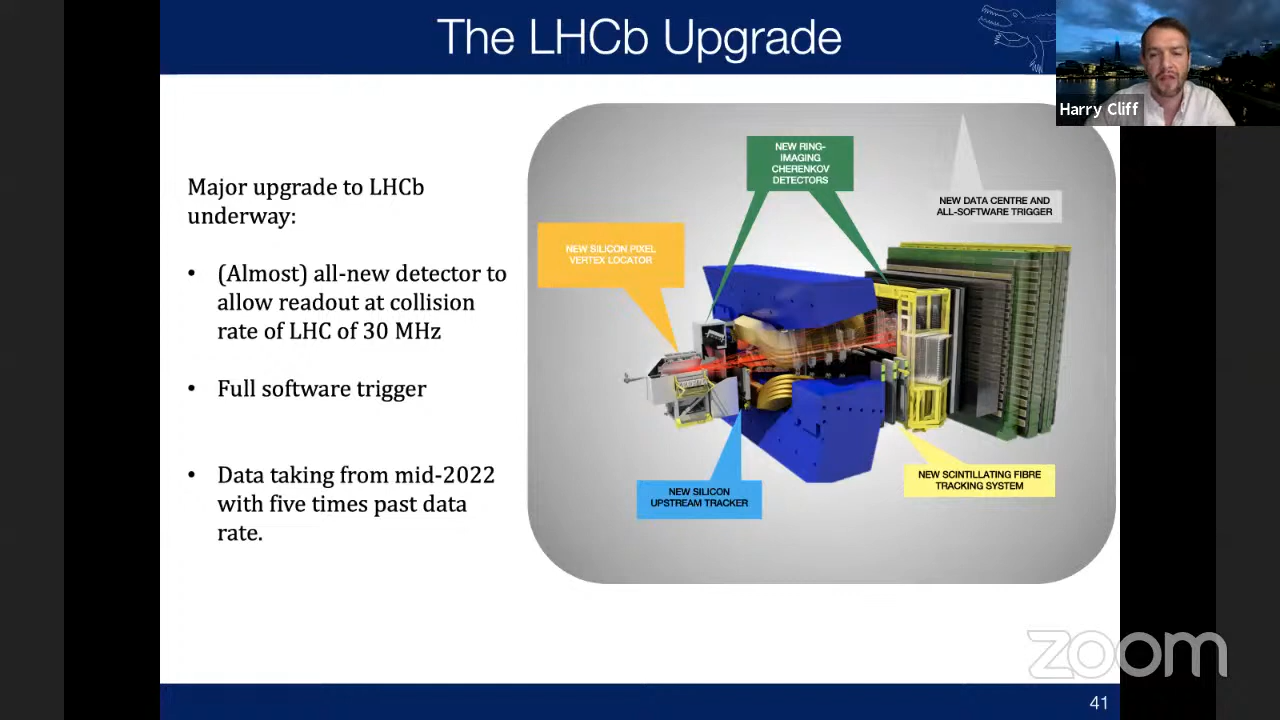 The LHCb Upgrade
Harry Cliff
Major upgrade to LHCb
underway:
• (Almost) all-new detector to
allow readout at collision
rate of LHC of 30 MHz
• Full software trigger
• Data taking from mid-2022
with five times past data
rate.
NEW RING-
IMAGING
CHERENKOV
DETECTORS
NEW DATA CENTRE AND
ALL-SOFTWARE TRIGGER
NEW SILICON PIXEL
VERTEX LOCATOR
NEW SILICON
UPSTREAM TRACKER
NEW SCINTILLATING FIBRE
TRACKING SYSTEM
zoom
41